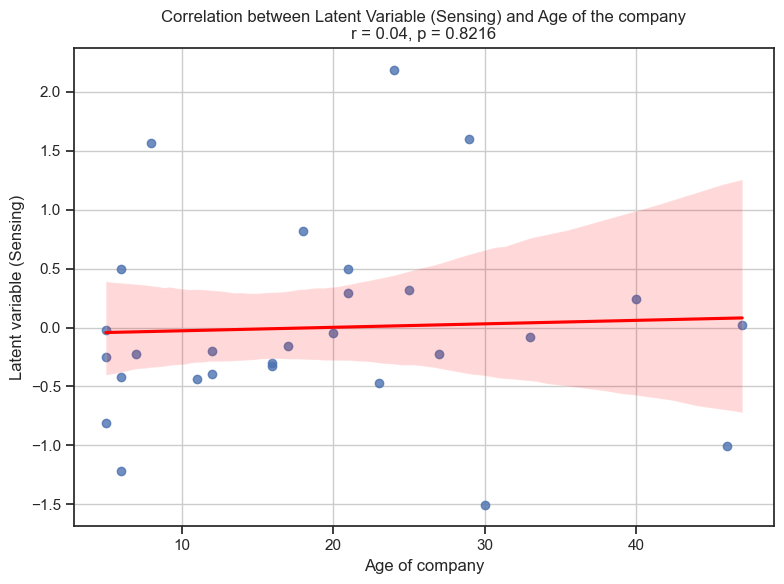 Correlation between Latent Variable (Sensing) and Age of the company
r = 0.04, p = 0.8216
2.0
1.5
1.0
0.5
0.0
−0.5
−1.0
−1.5
Latent variable (Sensing)
10 20 30 40
Age of company